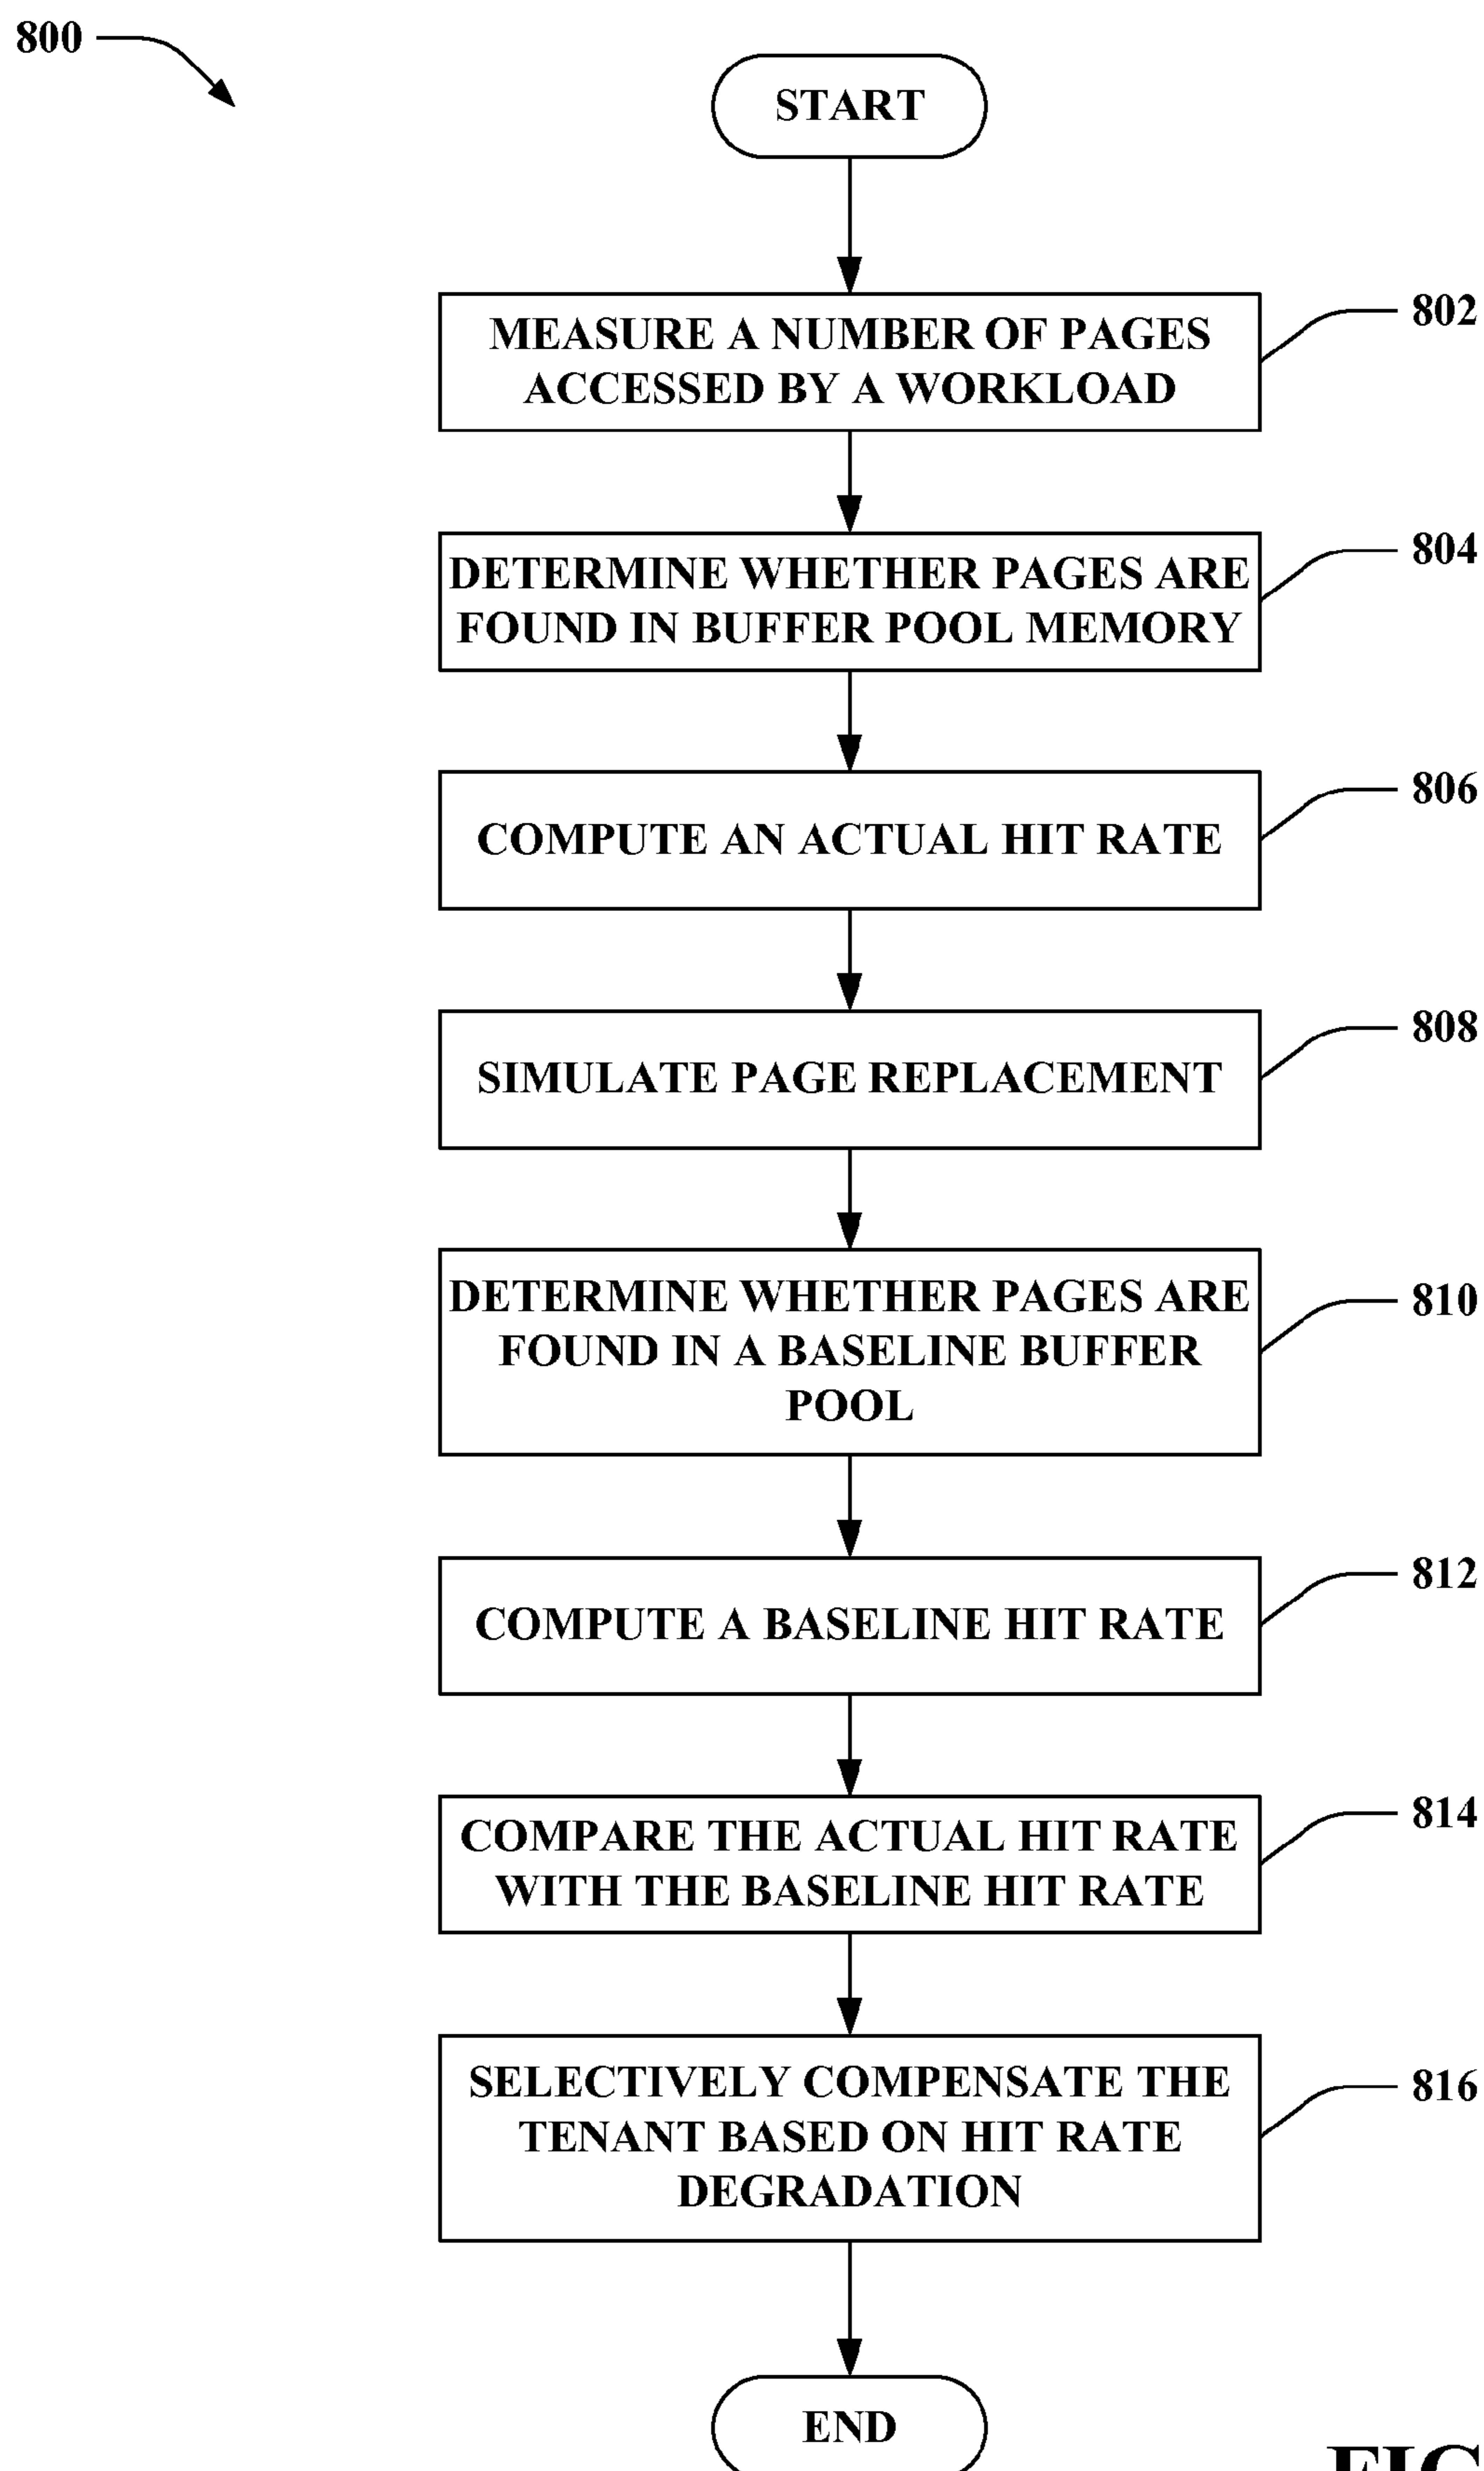 800
START
MEASURE A NUMBER OF PAGES
ACCESSED BY A WORKLOAD
802
DETERMINE WHETHER PAGES ARE
FOUND IN BUFFER POOL MEMORY
804
COMPUTE AN ACTUAL HIT RATE
806
SIMULATE PAGE REPLACEMENT
808
DETERMINE WHETHER PAGES ARE
FOUND IN A BASELINE BUFFER
POOL
810
COMPUTE A BASELINE HIT RATE
812
COMPARE THE ACTUAL HIT RATE
WITH THE BASELINE HIT RATE
814
SELECTIVELY COMPENSATE THE
TENANT BASED ON HIT RATE
DEGRADATION
816
END